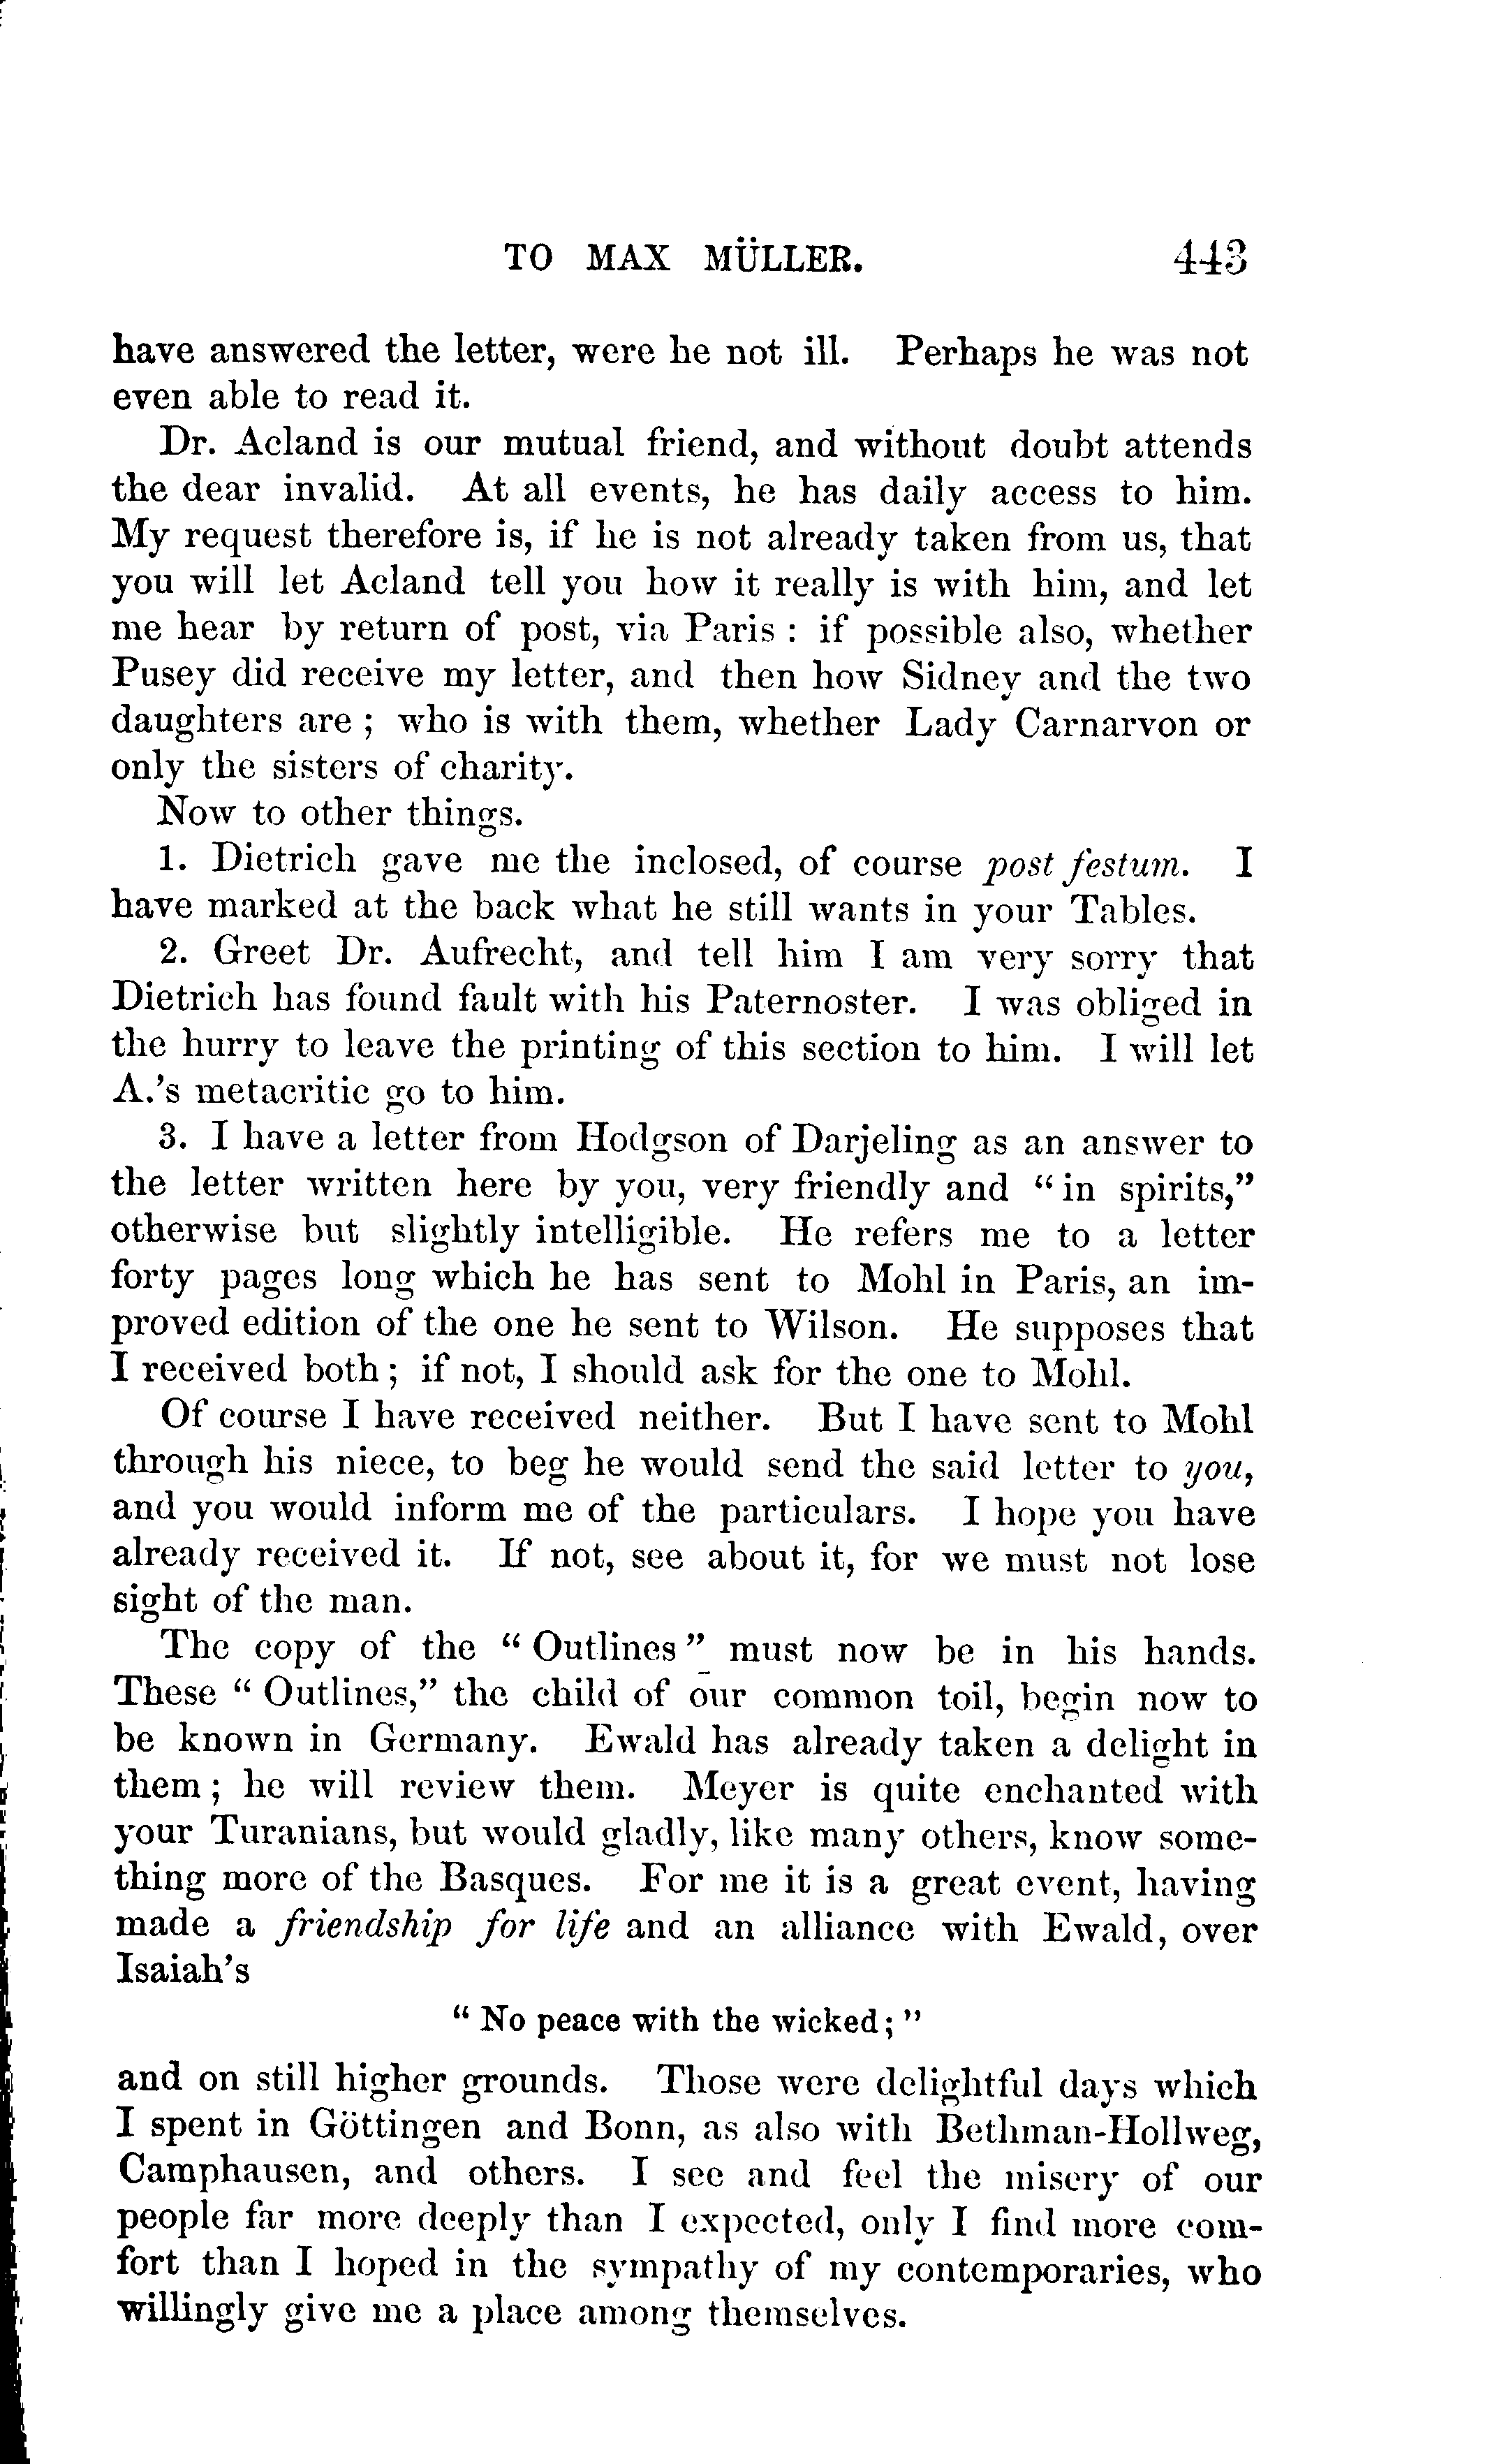 TO MAX MÜLLER. 443
have answered the letter, were he not ill. Perhaps he was not
even able to read it.
Dr. Acland is our mutual friend, and without doubt attends
the dear invalid. At all events, he has daily access to him.
My request therefore is, if he is not already taken from us, that
you will let Acland tell you how it really is with him, and let
me hear by return of post, via Paris : if possible also, whether
Pusey did receive my letter, and then how Sidney and the two
daughters are ; who is with them, whether Lady Carnarvon or
only the sisters of charity.
Now to other things.
1. Dietrich gave me the inclosed, of course post festum. I
have marked at the back what he still wants in your Tables.
2. Greet Dr. Aufrecht, and tell him I am very sorry that
Dietrich has found fault with his Paternoster. I was obliged in
the hurry to leave the printing of this section to him. I will let
A.'s metacritic go to him.
3. I have a letter from Hodgson of Darjeling as an answer to
the letter written here by you, very friendly and “in spirits,”
otherwise but slightly intelligible. He refers me to a letter
forty pages long which he has sent to Mohl in Paris, an im-
proved edition of the one he sent to Wilson. He supposes that
I received both ; if not, I should ask for the one to Mohl.
Of course I have received neither. But I have sent to Mohl
through his niece, to beg he would send the said letter to you,
and you would inform me of the particulars. I hope you have
already received it. If not, see about it, for we must not lose
sight of the man.
The copy of the “ Outlines ” must now be in his hands.
These “ Outlines,” the child of our common toil, begin now to
be known in Germany. Ewald has already taken a delight in
them ; he will review them. Meyer is quite enchanted with
your Turanians, but would gladly, like many others, know some-
thing more of the Basques. For me it is a great event, having
made a friendship for life and an alliance with Ewald, over
Isaiah's
“ No peace with the wicked ; ”
and on still higher grounds. Those were delightful days which
I spent in Göttingen and Bonn, as also with Bethman-Hollweg,
Camphausen, and others. I see and feel the misery of our
people far more deeply than I expected, only I find more com-
fort than I hoped in the sympathy of my contemporaries, who
willingly give me a place among themselves.